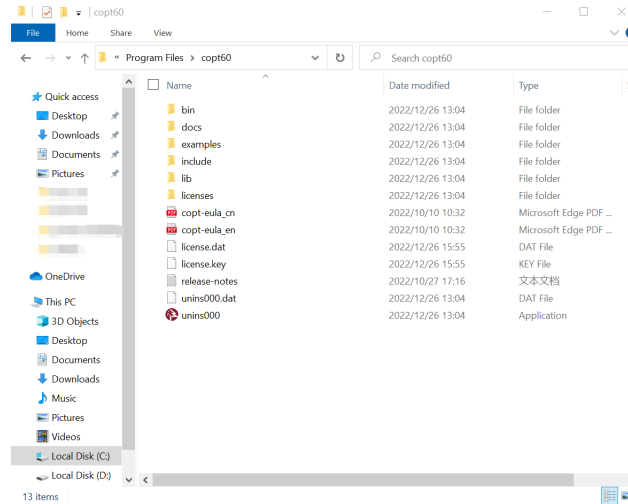 copt60
File Home Share View
« Program Files > copt60 Search copt60
Name Date modified Type
Quick access
Desktop
Downloads
Documents
Pictures
OneDrive
This PC
3D Objects
Desktop
Documents
Downloads
Music
Pictures
Videos
Local Disk (C:)
Local Disk (D:)
bin 2022/12/26 13:04 File folder
docs 2022/12/26 13:04 File folder
examples 2022/12/26 13:04 File folder
include 2022/12/26 13:04 File folder
lib 2022/12/26 13:04 File folder
licenses 2022/12/26 13:04 File folder
copt-eula_cn 2022/10/10 10:32 Microsoft Edge PDF ...
copt-eula_en 2022/10/10 10:32 Microsoft Edge PDF ...
license.dat 2022/12/26 15:55 DAT File
license.key 2022/12/26 15:55 KEY File
release-notes 2022/10/27 17:16 文本文档
unins000.dat 2022/12/26 13:04 DAT File
unins000 2022/12/26 13:04 Application
13 items